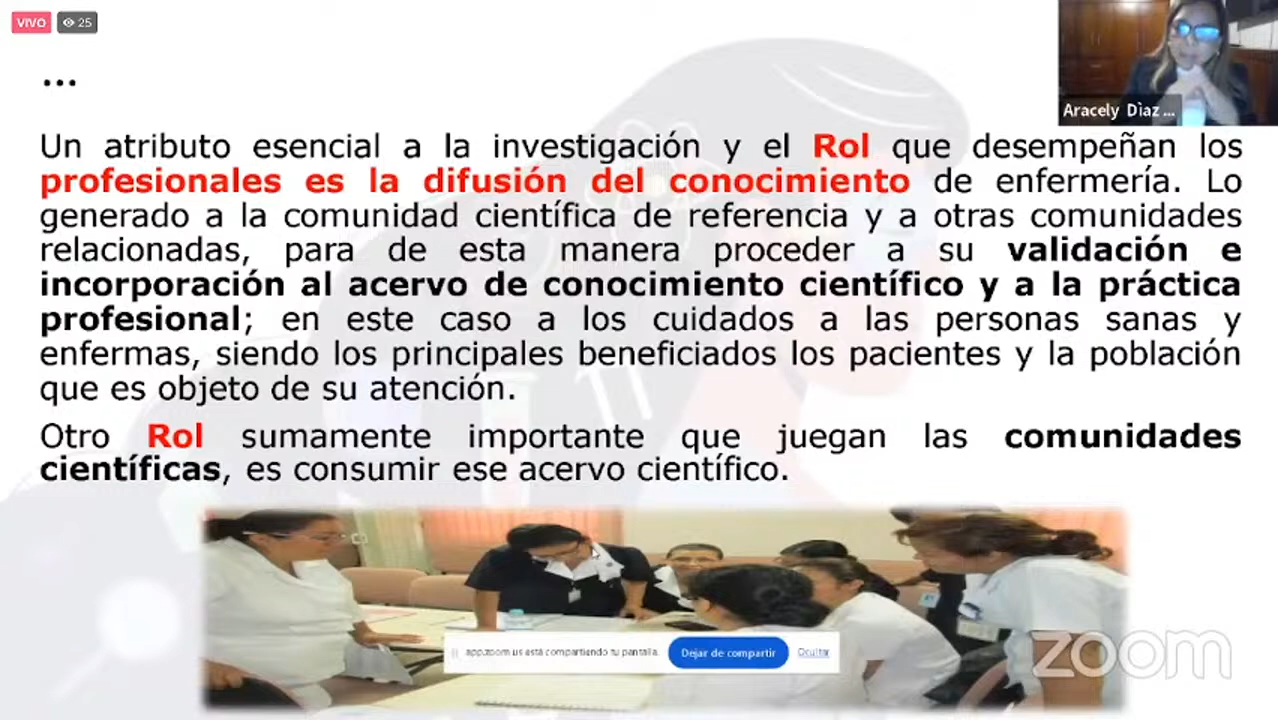 VIVO 25
Aracely Dìaz ...
...
Un atributo esencial a la investigación y el Rol que desempeñan los
profesionales es la difusión del conocimiento de enfermería. Lo
generado a la comunidad científica de referencia y a otras comunidades
relacionadas, para de esta manera proceder a su validación e
incorporación al acervo de conocimiento científico y a la práctica
profesional; en este caso a los cuidados a las personas sanas y
enfermas, siendo los principales beneficiados los pacientes y la población
que es objeto de su atención.
Otro Rol sumamente importante que juegan las comunidades
científicas, es consumir ese acervo científico.
app.zoom.us está compartiendo tu pantalla. Dejar de compartir Ocultar
zoom